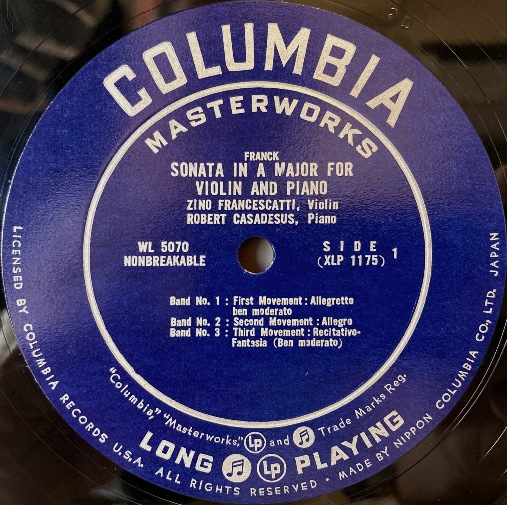 COLUMBIA
MASTERWORKS
FRANCK
SONATA IN A MAJOR FOR
VIOLIN AND PIANO
ZINO FRANCESCATTI, Violin
ROBERT CASADESUS, Piano
WL 5070
NONBREAKABLE
SIDE 1
(XLP 1175)
Band No. 1 : First Movement : Allegretto
ben moderato
Band No. 2 : Second Movement : Allegro
Band No. 3 : Third Movement : Recitativo-
Fantasia (Ben moderato)
"Columbia," "Masterworks," LP and Trade Marks Reg.
LONG LP PLAYING
LICENSED BY COLUMBIA RECORDS U.S.A. ALL RIGHTS RESERVED • MADE BY NIPPON COLUMBIA CO., LTD. JAPAN